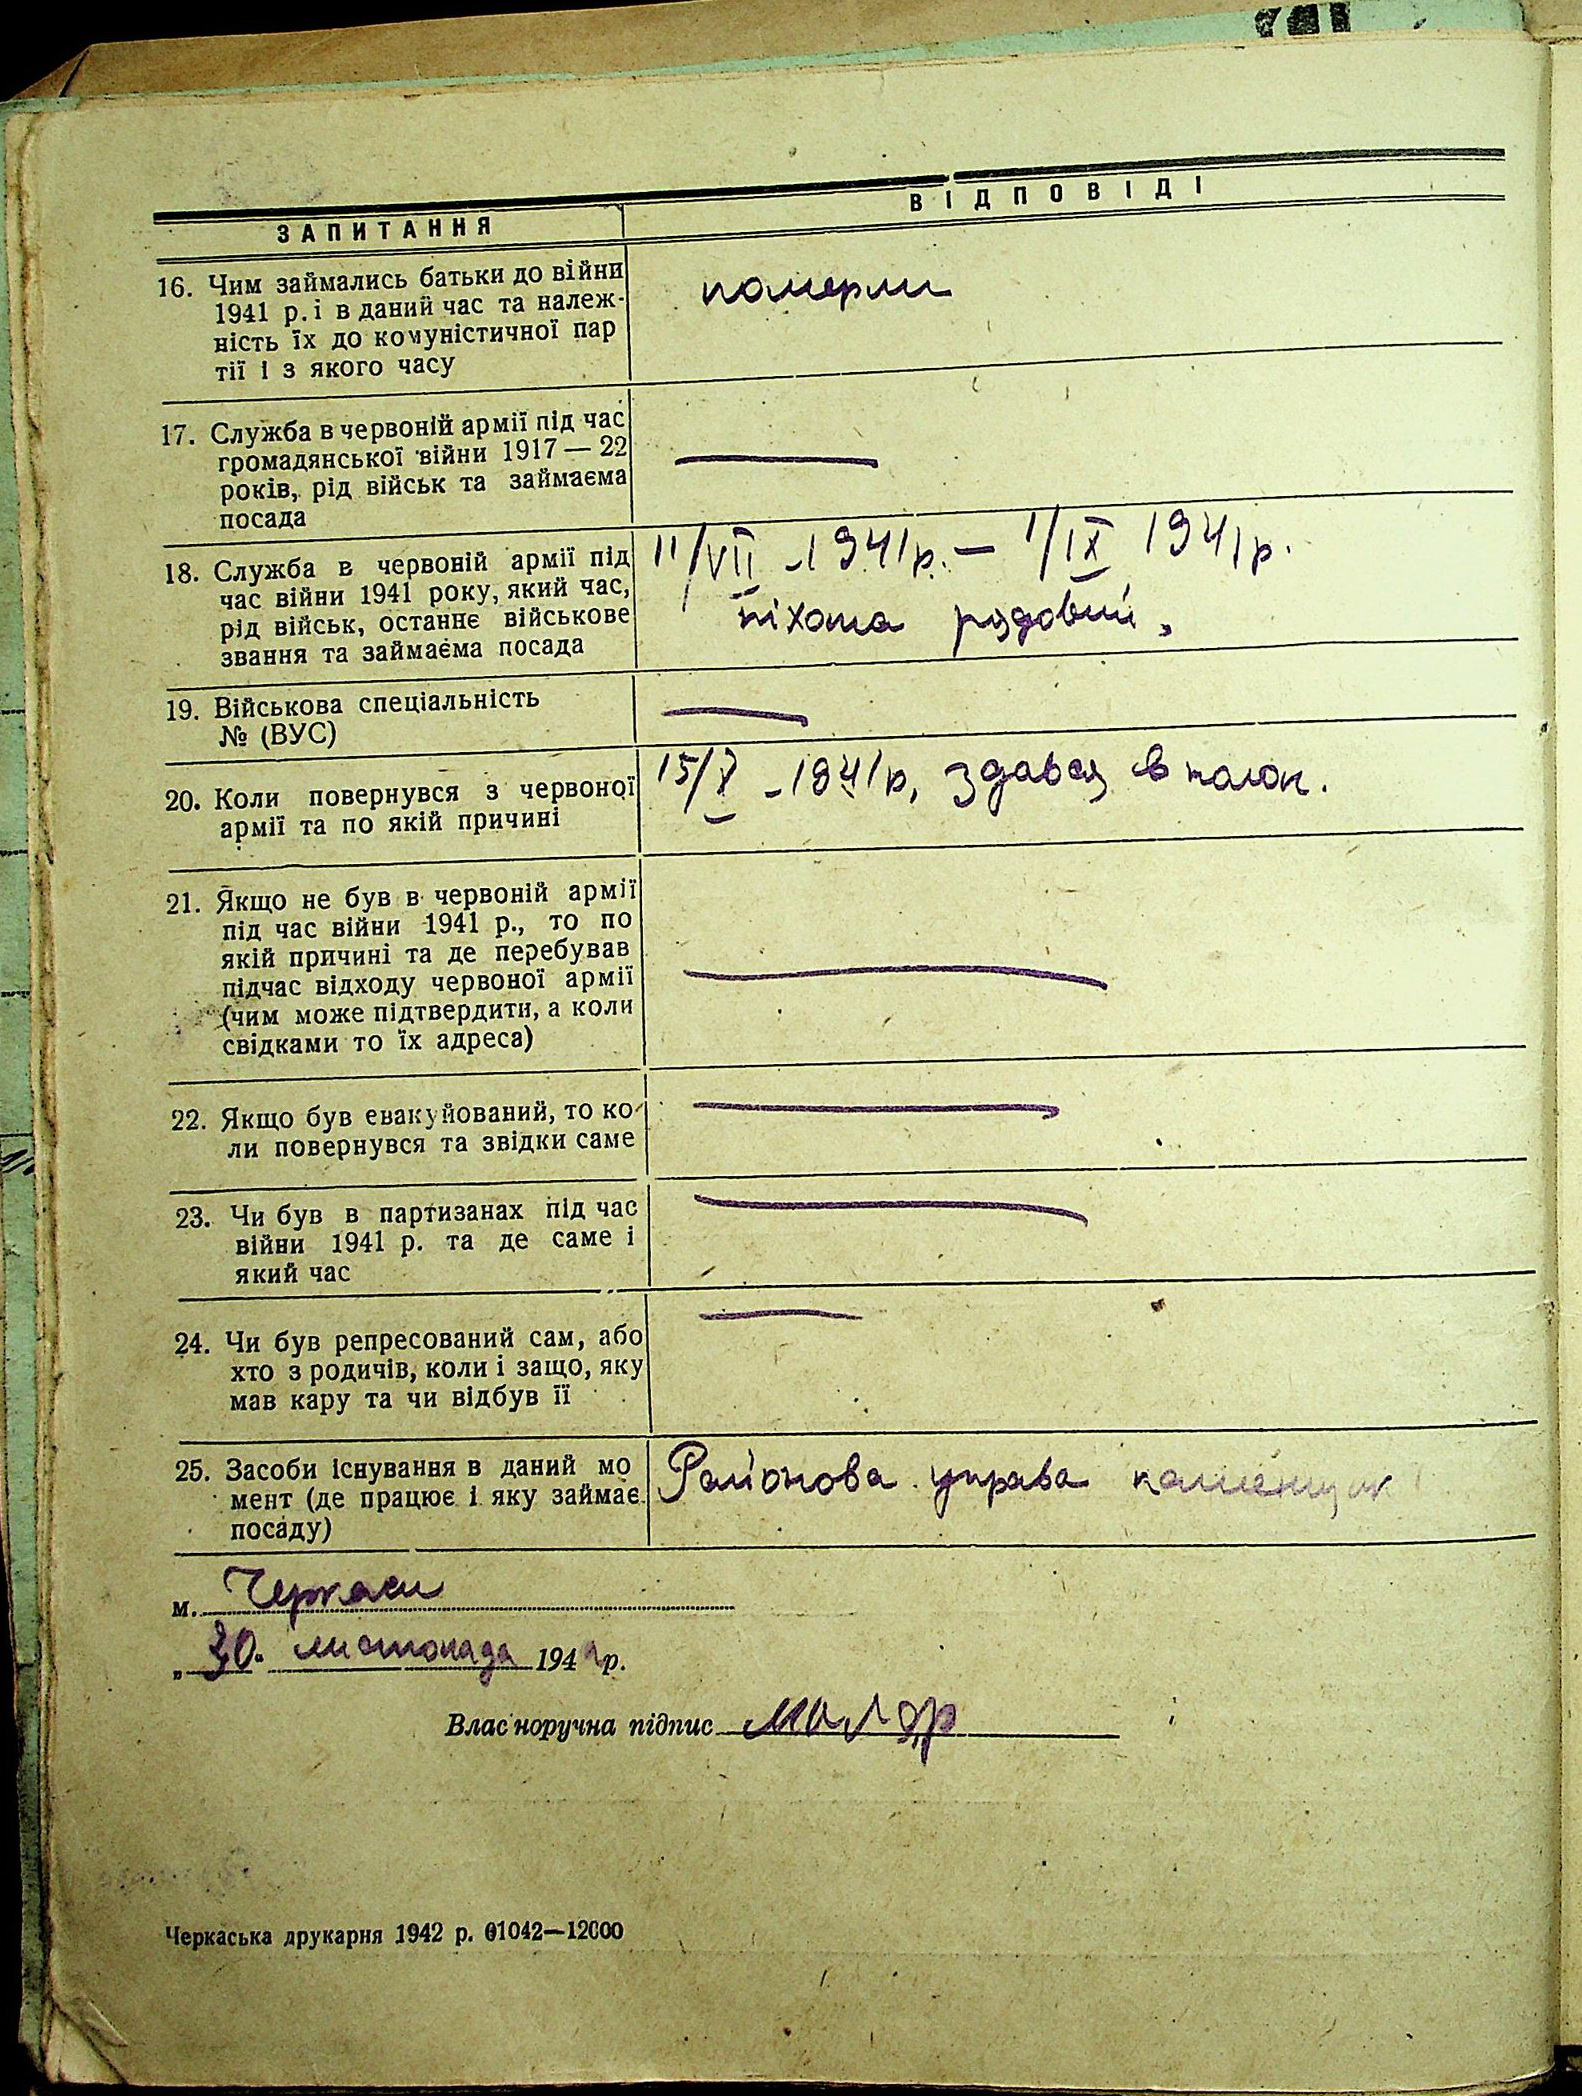 ЗАПИТАННЯ
ВІДПОВІДІ
16. Чим займались батьки до війни
1941 р. і в даний час та належ-
ність їх до комуністичної пар
тії і з якого часу
померли
17. Служба в червоній армії під час
громадянської війни 1917 — 22
років, рід військ та займаєма
посада
—
18. Служба в червоній армії під
час війни 1941 року, який час,
рід військ, останнє військове
звання та займаєма посада
11/VII - 1941р. — 1/IX 1941р.
піхота рядовий,
19. Військова спеціальність
№ (ВУС)
—
20. Коли повернувся з червоної
армії та по якій причині
15/X - 1941р, здався в полон.
21. Якщо не був в червоній армії
під час війни 1941 р., то по
якій причині та де перебував
підчас відходу червоної армії
(чим може підтвердити, а коли
свідками то їх адреса)
—
22. Якщо був евакуйований, то ко-
ли повернувся та звідки саме
—
23. Чи був в партизанах під час
війни 1941 р. та де саме і
який час
—
24. Чи був репресований сам, або
хто з родичів, коли і защо, яку
мав кару та чи відбув її
—
25. Засоби існування в даний мо
мент (де працює і яку займає
посаду)
Районова управа каменщик
м. Черкаси
„30“ листопада 194 р.
Власноручна підпис Маляр
Черкаська друкарня 1942 р. 01042—12000